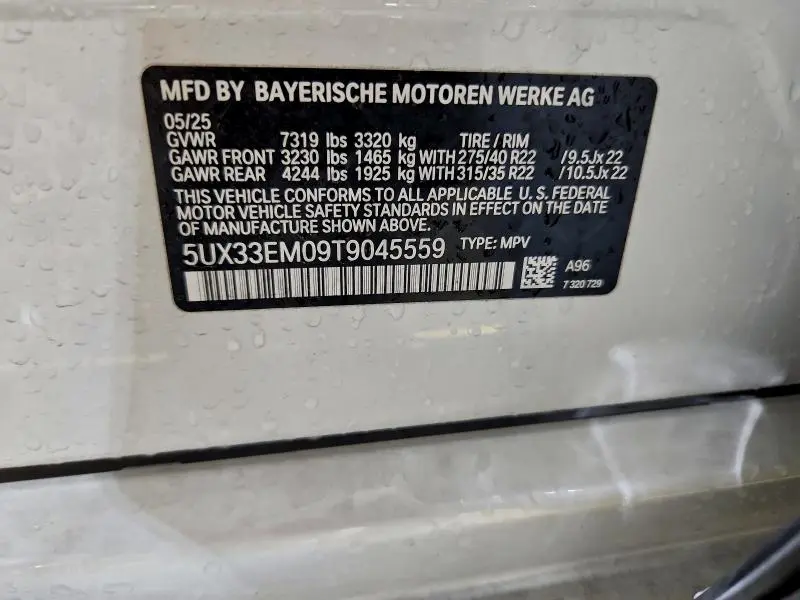 MFD BY BAYERISCHE MOTOREN WERKE AG
05/25
GVWR 7319 lbs 3320 kg TIRE / RIM
GAWR FRONT 3230 lbs 1465 kg WITH 275/40 R22 /9.5Jx22
GAWR REAR 4244 lbs 1925 kg WITH 315/35 R22 /10.5Jx22
THIS VEHICLE CONFORMS TO ALL APPLICABLE U.S. FEDERAL
MOTOR VEHICLE SAFETY STANDARDS IN EFFECT ON THE DATE
OF MANUFACTURE SHOWN ABOVE.
5UX33EM09T9045559 TYPE: MPV
A96
7 320 729